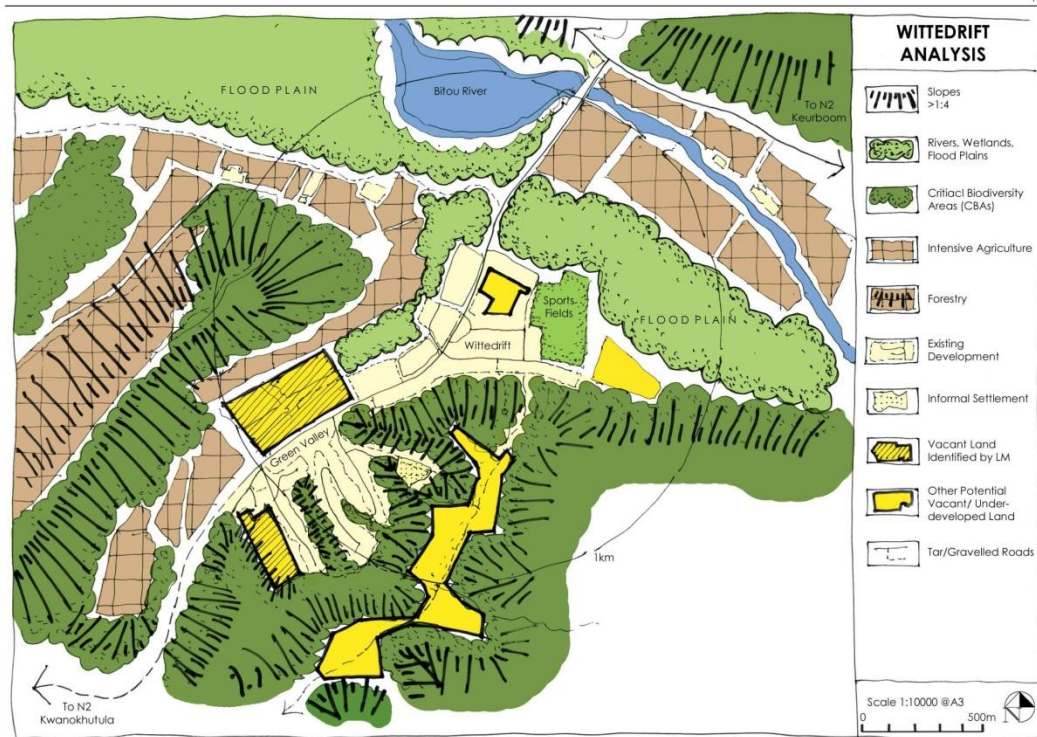 WITTEDRIFT
ANALYSIS
Slopes
>1:4
Rivers, Wetlands,
Flood Plains
Critiacl Biodiversity
Areas (CBAs)
Intensive Agriculture
Forestry
Existing
Development
Informal Settlement
Vacant Land
Identified by LM
Other Potential
Vacant/ Under-
developed Land
Tar/Gravelled Roads
Scale 1:10000 @A3
0 500m
N
FLOOD PLAIN
Bitou River
To N2
Keurboom
Sports
Fields
FLOOD PLAIN
Wittedrift
Green Valley
1km
To N2
Kwanokhutula